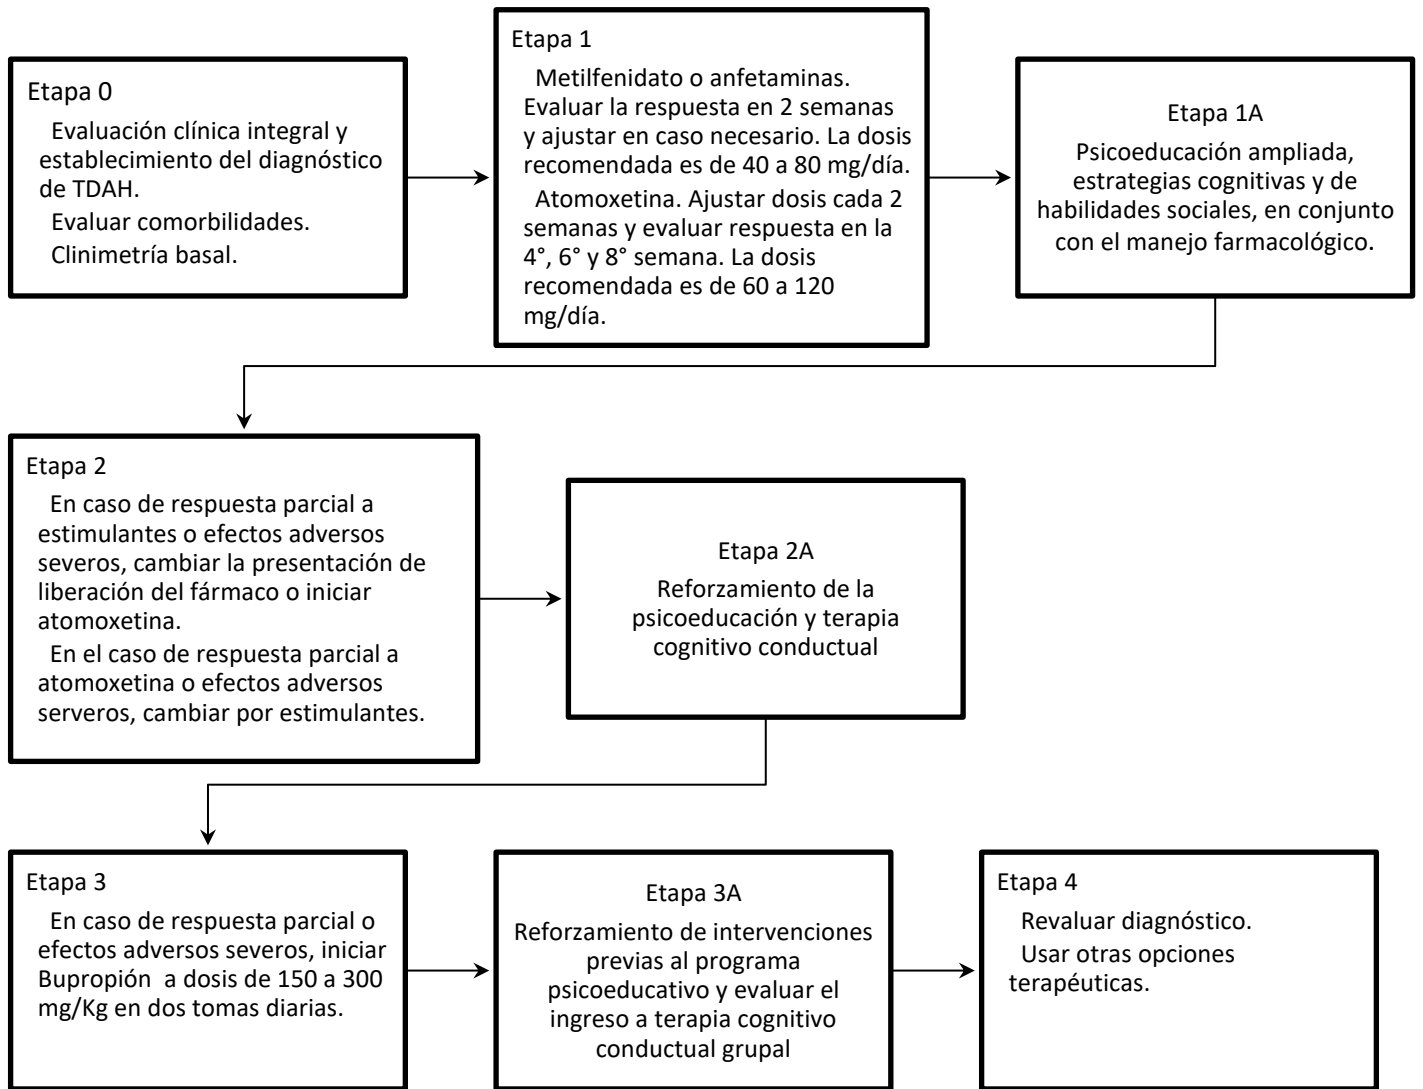 Etapa 0
Evaluación clínica integral y
establecimiento del diagnóstico
de TDAH.
Evaluar comorbilidades.
Clinimetría basal.
Etapa 1
Metilfenidato o anfetaminas.
Evaluar la respuesta en 2 semanas
y ajustar en caso necesario. La dosis
recomendada es de 40 a 80 mg/día.
Atomoxetina. Ajustar dosis cada 2
semanas y evaluar respuesta en la
4°, 6° y 8° semana. La dosis
recomendada es de 60 a 120
mg/día.
Etapa 1A
Psicoeducación ampliada,
estrategias cognitivas y de
habilidades sociales, en conjunto
con el manejo farmacológico.
Etapa 2
En caso de respuesta parcial a
estimulantes o efectos adversos
severos, cambiar la presentación de
liberación del fármaco o iniciar
atomoxetina.
En el caso de respuesta parcial a
atomoxetina o efectos adversos
serveros, cambiar por estimulantes.
Etapa 2A
Reforzamiento de la
psicoeducación y terapia
cognitivo conductual
Etapa 3
En caso de respuesta parcial o
efectos adversos severos, iniciar
Bupropión a dosis de 150 a 300
mg/Kg en dos tomas diarias.
Etapa 3A
Reforzamiento de intervenciones
previas al programa
psicoeducativo y evaluar el
ingreso a terapia cognitivo
conductual grupal
Etapa 4
Revaluar diagnóstico.
Usar otras opciones
terapéuticas.